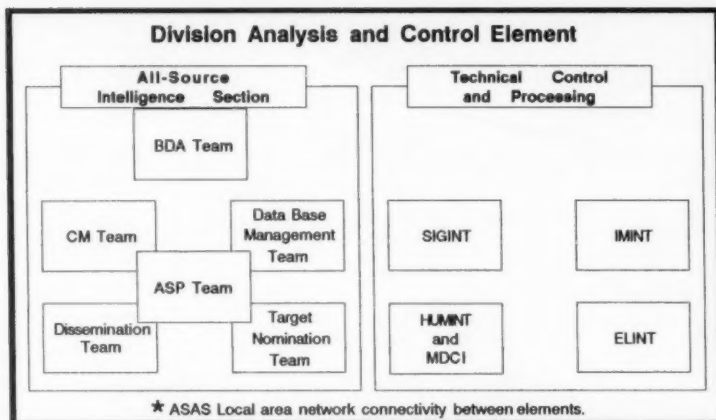 Division Analysis and Control Element
All-Source
Intelligence Section
BDA Team
CM Team
Data Base
Management
Team
ASP Team
Dissemination
Team
Target
Nomination
Team
Technical Control
and Processing
SIGINT
IMINT
HUMINT
and
MDCI
ELINT
★ ASAS Local area network connectivity between elements.